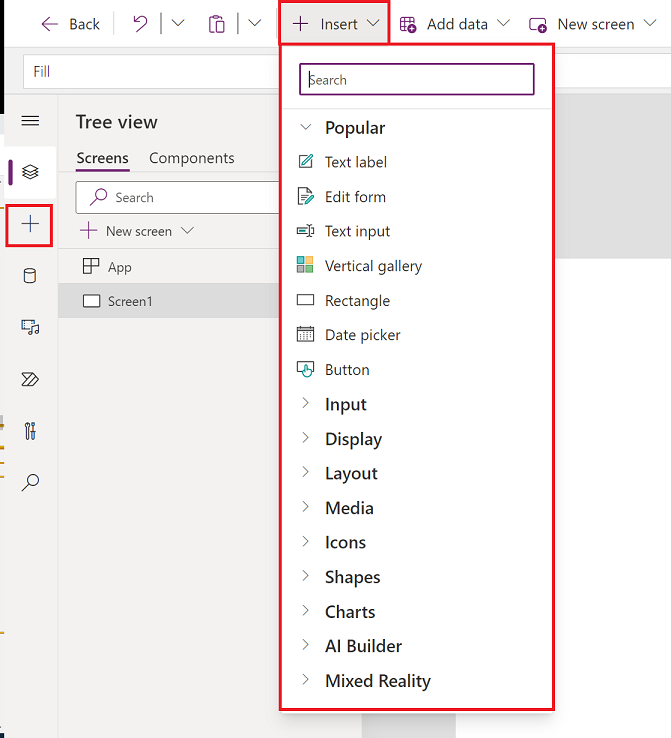 Back
Insert
Add data
New screen
Fill
Search
Tree view
Screens
Components
Search
New screen
App
Screen1
Popular
Text label
Edit form
Text input
Vertical gallery
Rectangle
Date picker
Button
Input
Display
Layout
Media
Icons
Shapes
Charts
AI Builder
Mixed Reality